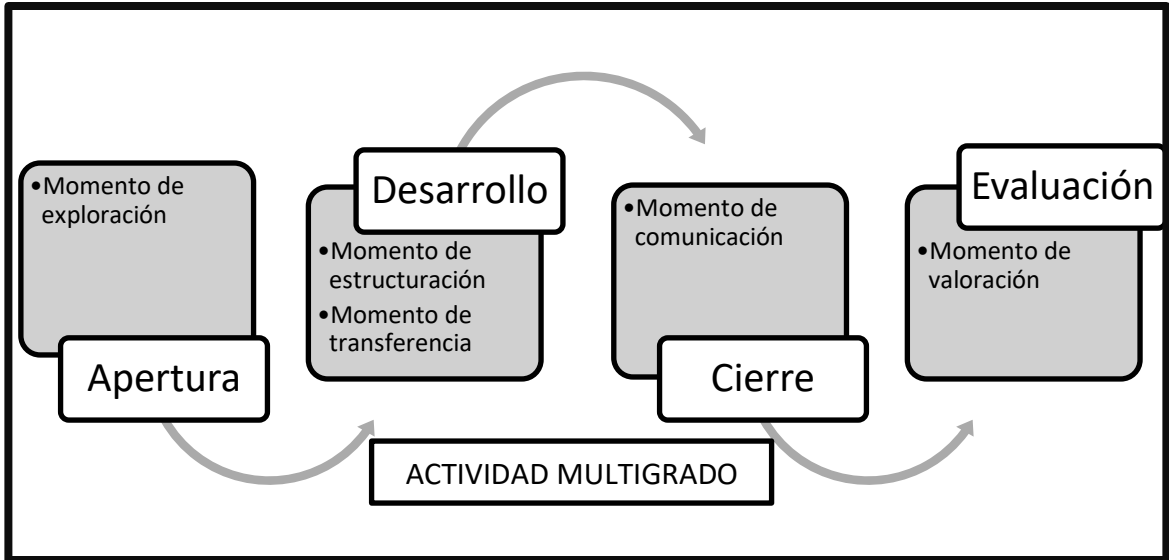 •Momento de
exploración
Apertura
Desarrollo
•Momento de
estructuración
•Momento de
transferencia
•Momento de
comunicación
Cierre
Evaluación
•Momento de
valoración
ACTIVIDAD MULTIGRADO